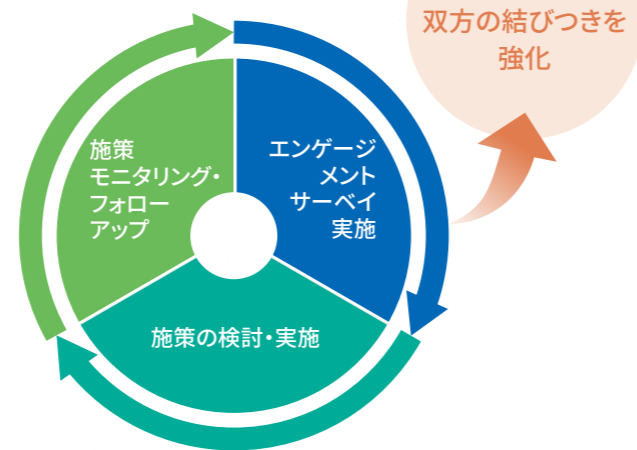 双方の結びつきを
強化
施策
モニタリング・
フォロー
アップ
エンゲージ
メント
サーベイ
実施
施策の検討・実施